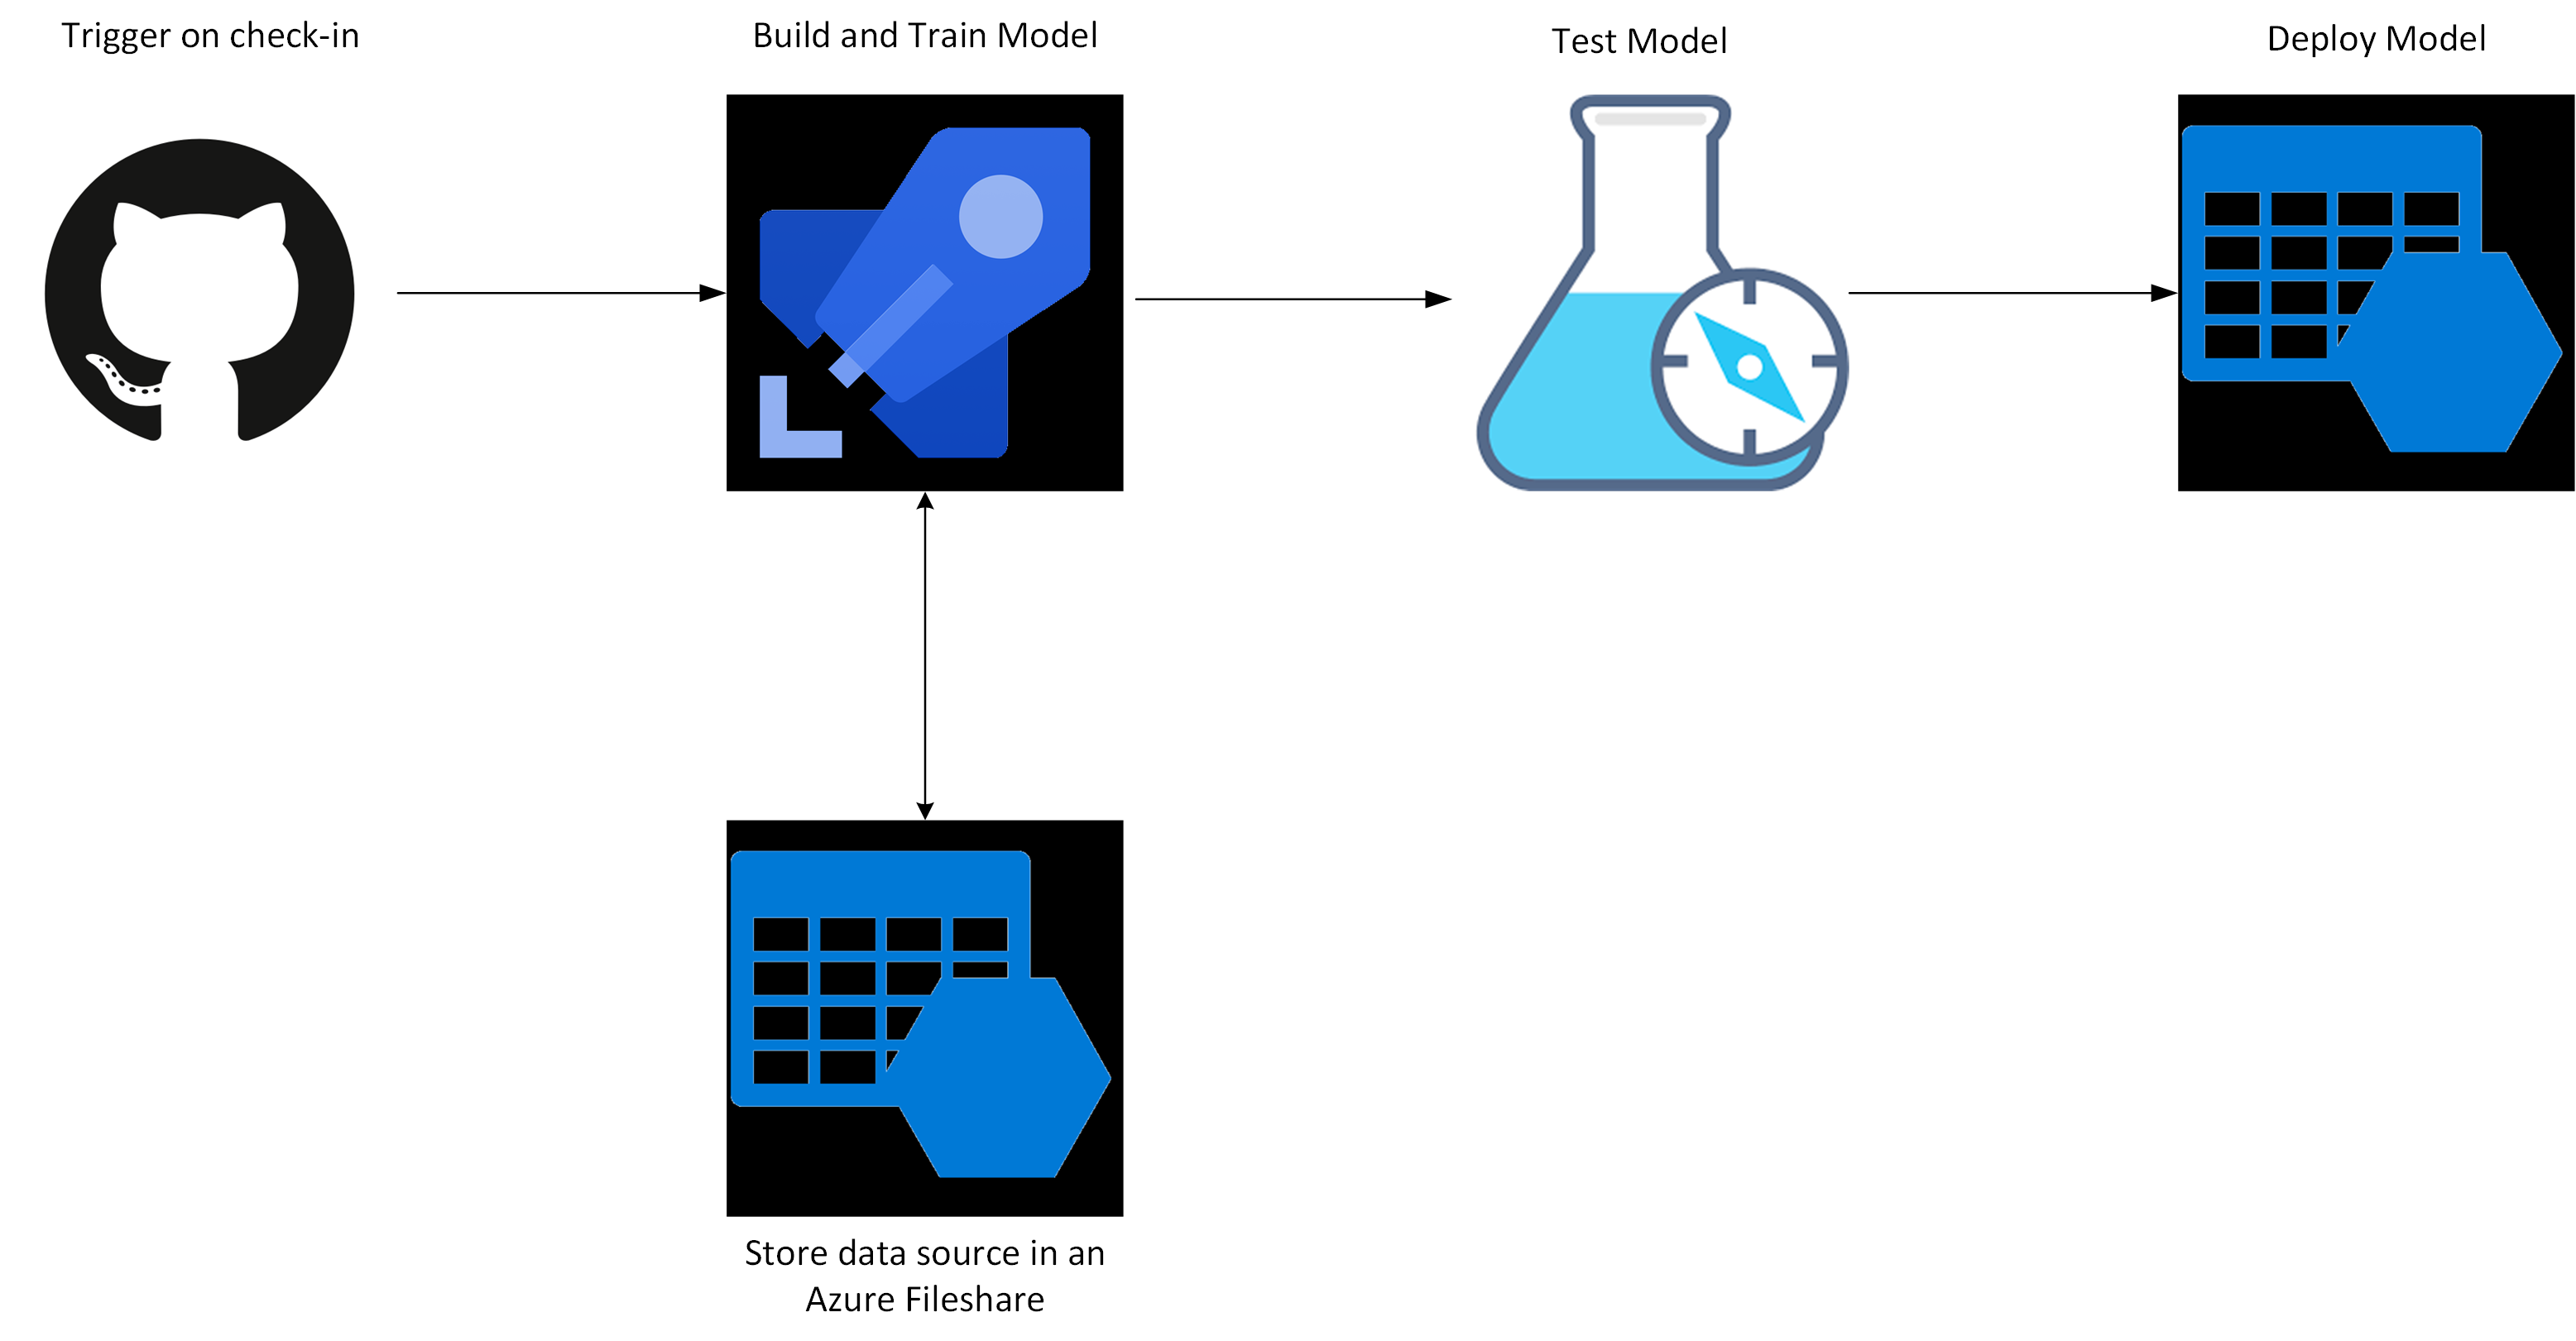 Trigger on check-in
Build and Train Model
Test Model
Deploy Model
Store data source in an
Azure Fileshare